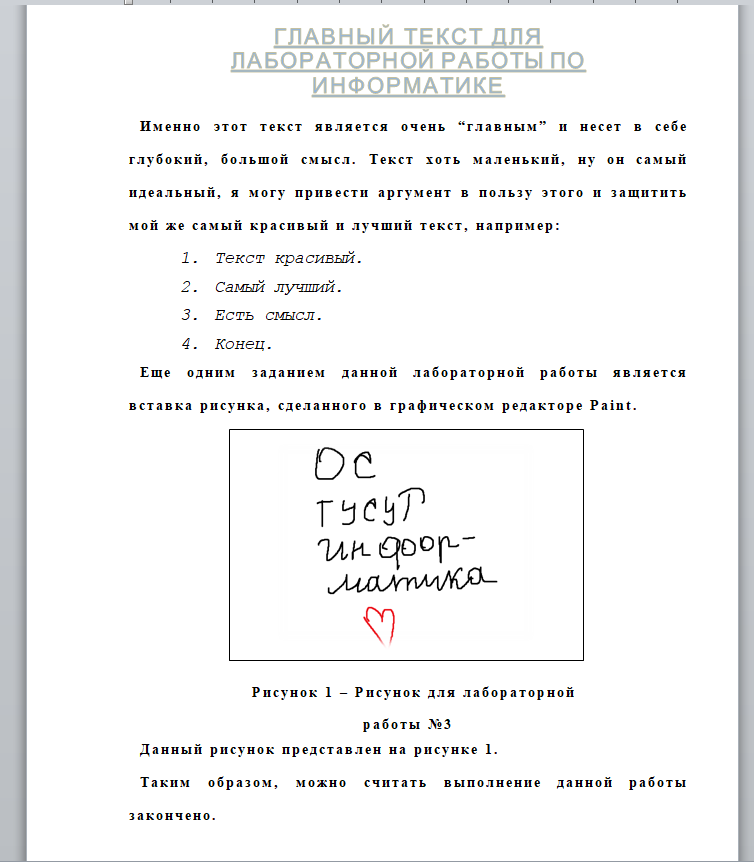 ГЛАВНЫЙ ТЕКСТ ДЛЯ
ЛАБОРАТОРНОЙ РАБОТЫ ПО
ИНФОРМАТИКЕ
Именно этот текст является очень “главным” и несет в себе
глубокий, большой смысл. Текст хоть маленький, ну он самый
идеальный, я могу привести аргумент в пользу этого и защитить
мой же самый красивый и лучший текст, например:
1. Текст красивый.
2. Самый лучший.
3. Есть смысл.
4. Конец.
Еще одним заданием данной лабораторной работы является
вставка рисунка, сделанного в графическом редакторе Paint.
ОС
ТУСУР
инфор-
матика
Рисунок 1 – Рисунок для лабораторной
работы №3
Данный рисунок представлен на рисунке 1.
Таким образом, можно считать выполнение данной работы
закончено.